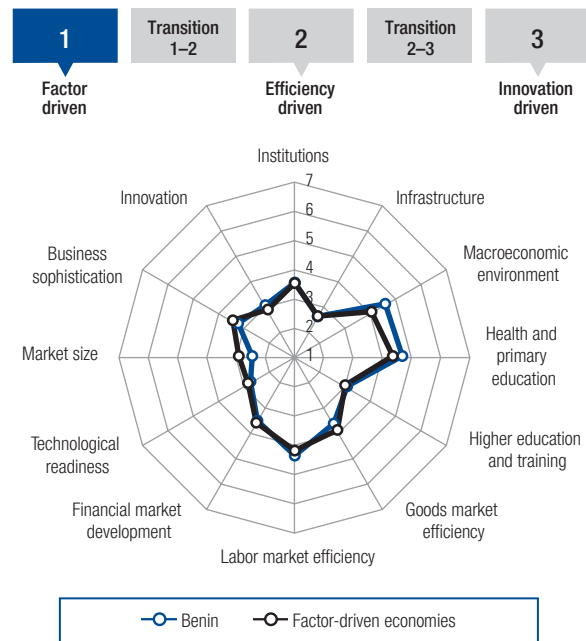 1
Transition
1–2
2
Transition
2–3
3
Factor
driven
Efficiency
driven
Innovation
driven
Institutions
Infrastructure
Macroeconomic
environment
Health and
primary
education
Higher education
and training
Goods market
efficiency
Labor market efficiency
Financial market
development
Technological
readiness
Market size
Business
sophistication
Innovation
7
6
5
4
3
2
1
Benin
Factor-driven economies